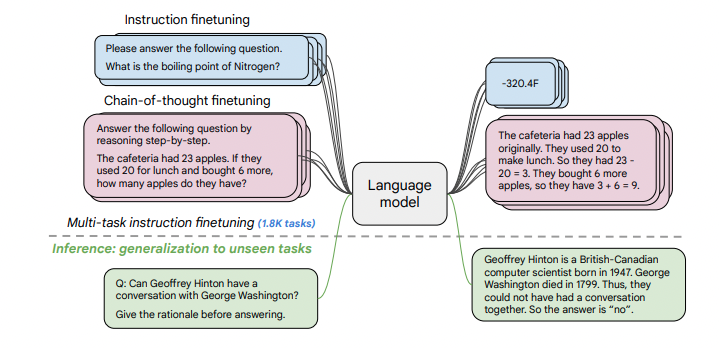 Instruction finetuning
Please answer the following question.
What is the boiling point of Nitrogen?
-320.4F
Chain-of-thought finetuning
Answer the following question by
reasoning step-by-step.
The cafeteria had 23 apples. If they
used 20 for lunch and bought 6 more,
how many apples do they have?
The cafeteria had 23 apples
originally. They used 20 to
make lunch. So they had 23 -
20 = 3. They bought 6 more
apples, so they have 3 + 6 = 9.
Language
model
Multi-task instruction finetuning (1.8K tasks)
Inference: generalization to unseen tasks
Q: Can Geoffrey Hinton have a
conversation with George Washington?
Give the rationale before answering.
Geoffrey Hinton is a British-Canadian
computer scientist born in 1947. George
Washington died in 1799. Thus, they
could not have had a conversation
together. So the answer is “no”.